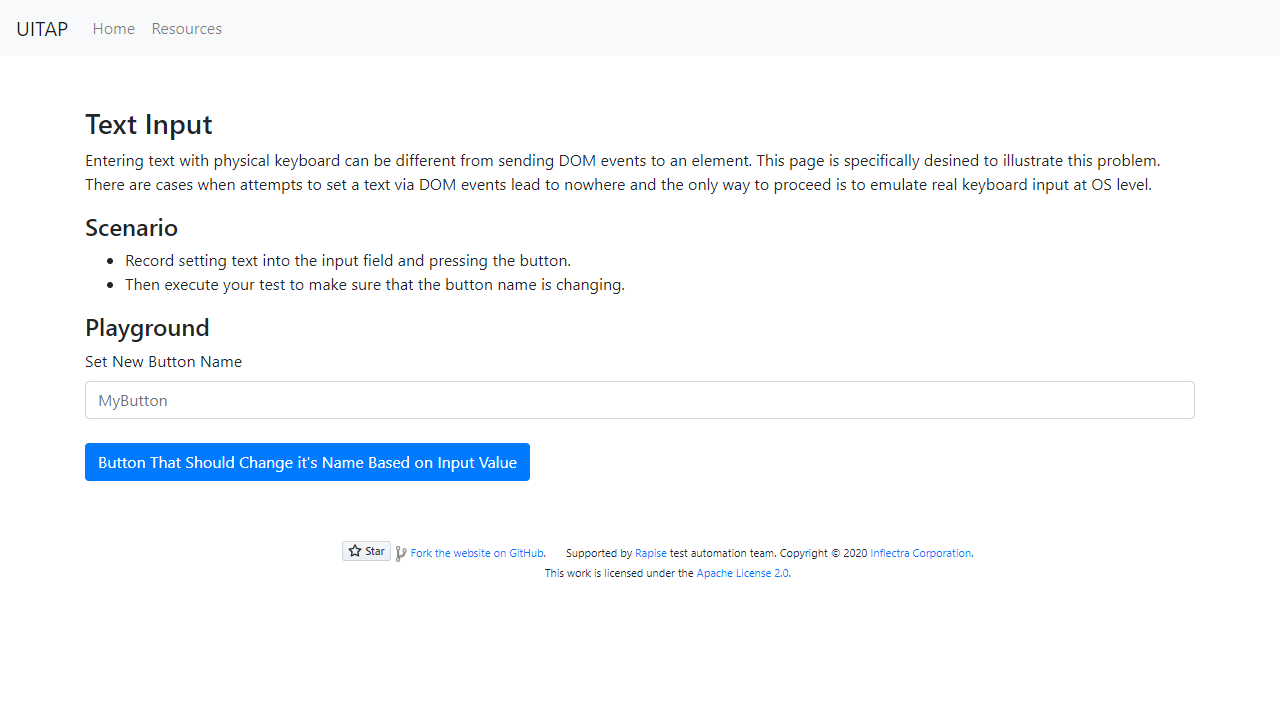 UITAP Home Resources
Text Input
Entering text with physical keyboard can be different from sending DOM events to an element. This page is specifically desined to illustrate this problem.
There are cases when attempts to set a text via DOM events lead to nowhere and the only way to proceed is to emulate real keyboard input at OS level.
Scenario
• Record setting text into the input field and pressing the button.
• Then execute your test to make sure that the button name is changing.
Playground
Set New Button Name
MyButton
Button That Should Change it's Name Based on Input Value
Star Fork the website on GitHub. Supported by Rapise test automation team. Copyright © 2020 Inflectra Corporation.
This work is licensed under the Apache License 2.0.